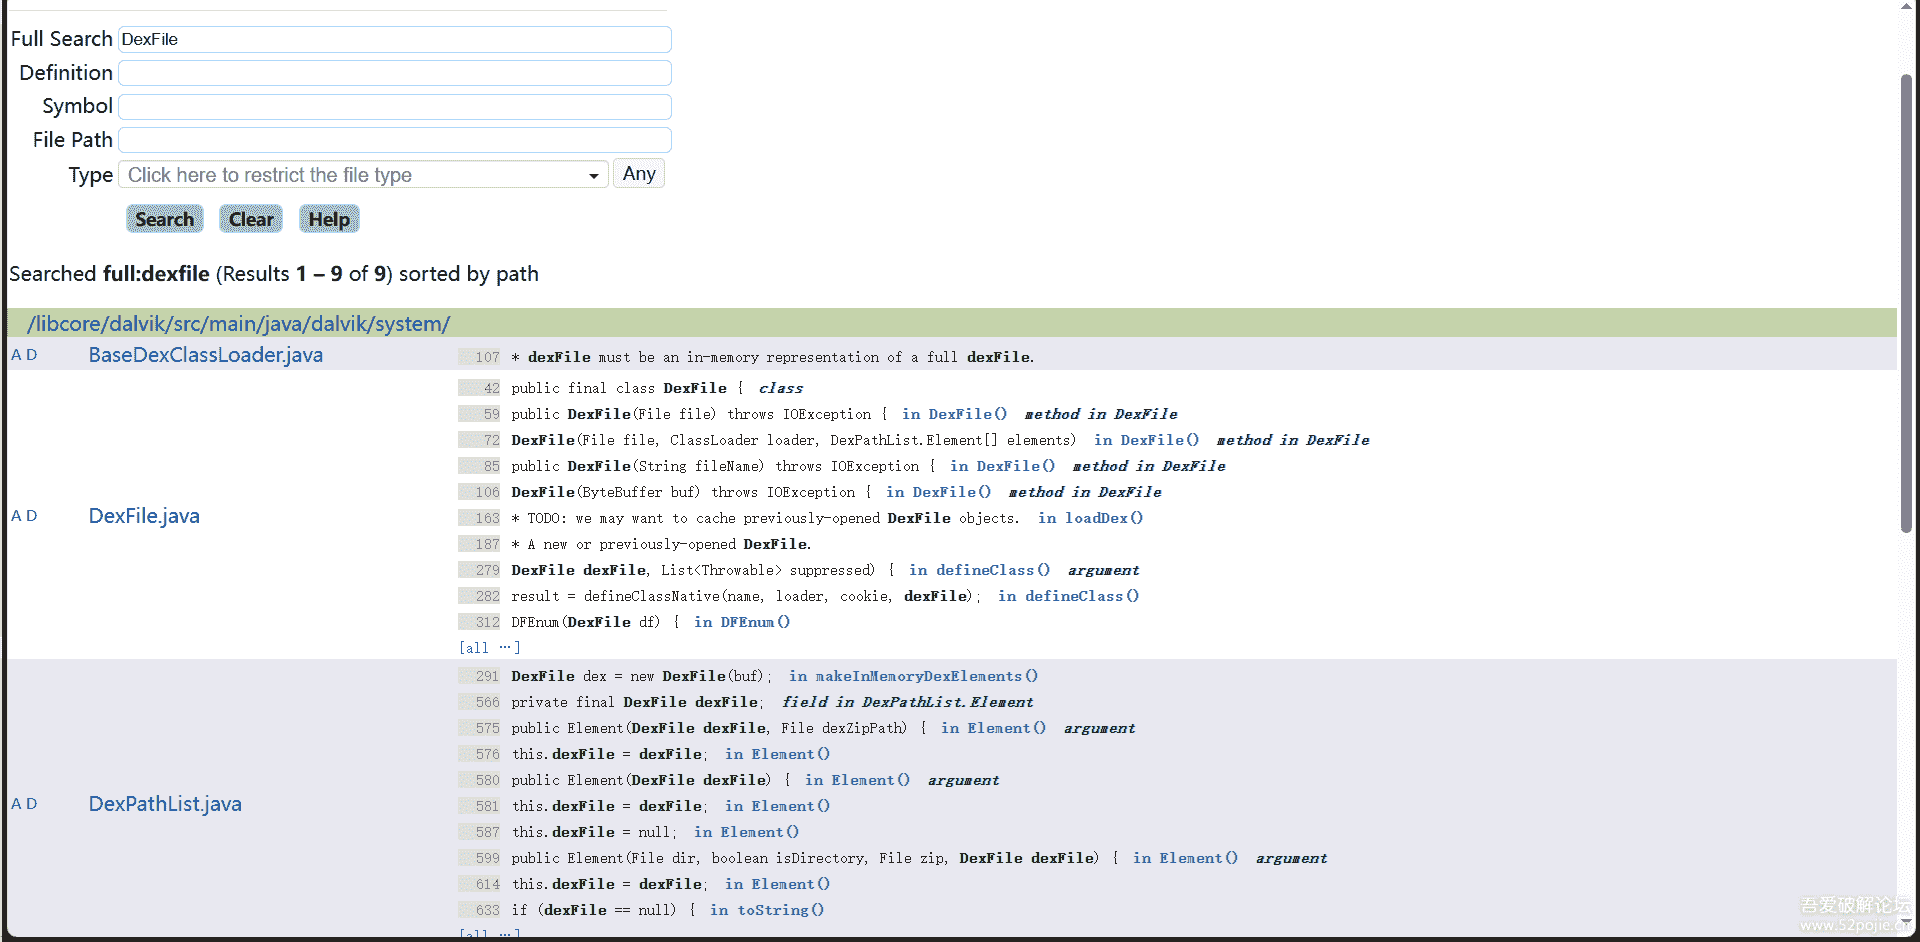 Full Search DexFile
Definition
Symbol
File Path
Type Click here to restrict the file type Any
Search Clear Help
Searched full:dexfile (Results 1 – 9 of 9) sorted by path
/libcore/dalvik/src/main/java/dalvik/system/
A D BaseDexClassLoader.java 107 * dexFile must be an in-memory representation of a full dexFile.
42 public final class DexFile { class
59 public DexFile(File file) throws IOException { in DexFile() method in DexFile
72 DexFile(File file, ClassLoader loader, DexPathList.Element[] elements) in DexFile() method in DexFile
85 public DexFile(String fileName) throws IOException { in DexFile() method in DexFile
106 DexFile(ByteBuffer buf) throws IOException { in DexFile() method in DexFile
A D DexFile.java 163 * TODO: we may want to cache previously-opened DexFile objects. in loadDex()
187 * A new or previously-opened DexFile.
279 DexFile dexFile, List<Throwable> suppressed) { in defineClass() argument
282 result = defineClassNative(name, loader, cookie, dexFile); in defineClass()
312 DFEnum(DexFile df) { in DFEnum()
[all …]
291 DexFile dex = new DexFile(buf); in makeInMemoryDexElements()
566 private final DexFile dexFile; field in DexPathList.Element
575 public Element(DexFile dexFile, File dexZipPath) { in Element() argument
576 this.dexFile = dexFile; in Element()
580 public Element(DexFile dexFile) { in Element() argument
A D DexPathList.java 581 this.dexFile = dexFile; in Element()
587 this.dexFile = null; in Element()
599 public Element(File dir, boolean isDirectory, File zip, DexFile dexFile) { in Element() argument
614 this.dexFile = dexFile; in Element()
633 if (dexFile == null) { in toString()
[all …]
吾爱破解论坛
www.52pojie.cn